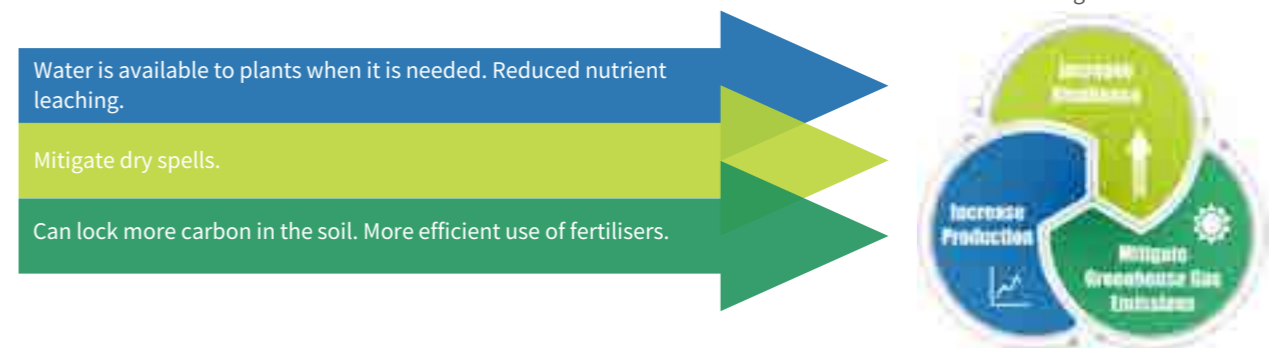 Water is available to plants when it is needed. Reduced nutrient
leaching.
Mitigate dry spells.
Can lock more carbon in the soil. More efficient use of fertilisers.
Increase
Increase
Production
Mitigate
Greenhouse Gas
Emissions